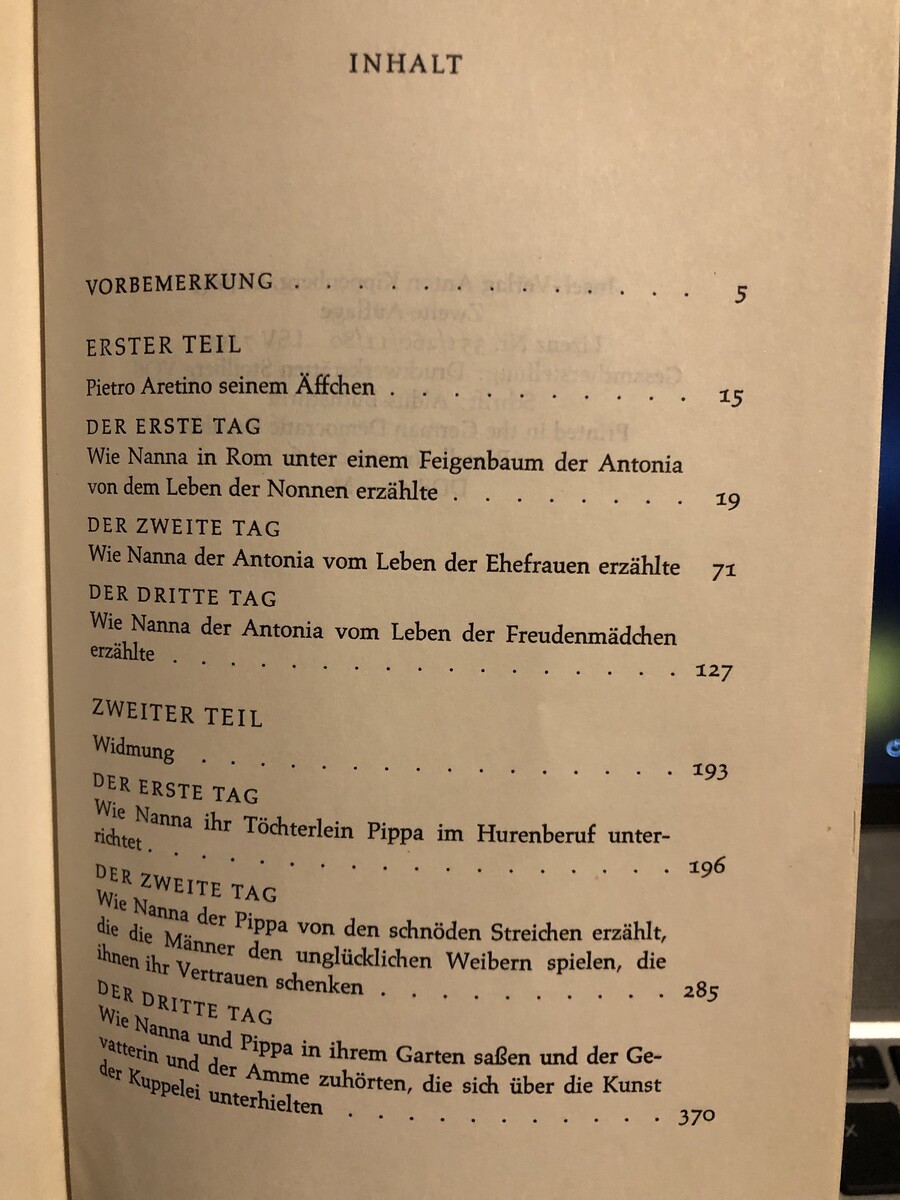 INHALT
VORBEMERKUNG . . . . . . . . . . . . . 5
ERSTER TEIL
Pietro Aretino seinem Äffchen . . . . . . . . . . 15
DER ERSTE TAG
Wie Nanna in Rom unter einem Feigenbaum der Antonia
von dem Leben der Nonnen erzählte . . . . . . . . 19
DER ZWEITE TAG
Wie Nanna der Antonia vom Leben der Ehefrauen erzählte 71
DER DRITTE TAG
Wie Nanna der Antonia vom Leben der Freudenmädchen
erzählte . . . . . . . . . . . . . . . . . . 127
ZWEITER TEIL
Widmung . . . . . . . . . . . . . . . . . 193
DER ERSTE TAG
Wie Nanna ihr Töchterlein Pippa im Hurenberuf unter-
richtet . . . . . . . . . . . . . . . . . . 196
DER ZWEITE TAG
Wie Nanna der Pippa von den schnöden Streichen erzählt,
die die Männer den unglücklichen Weibern spielen, die
ihnen ihr Vertrauen schenken . . . . . . . . . . 285
DER DRITTE TAG
Wie Nanna und Pippa in ihrem Garten saßen und der Ge-
vatterin und der Amme zuhörten, die sich über die Kunst
der Kuppelei unterhielten . . . . . . . . . . . 370